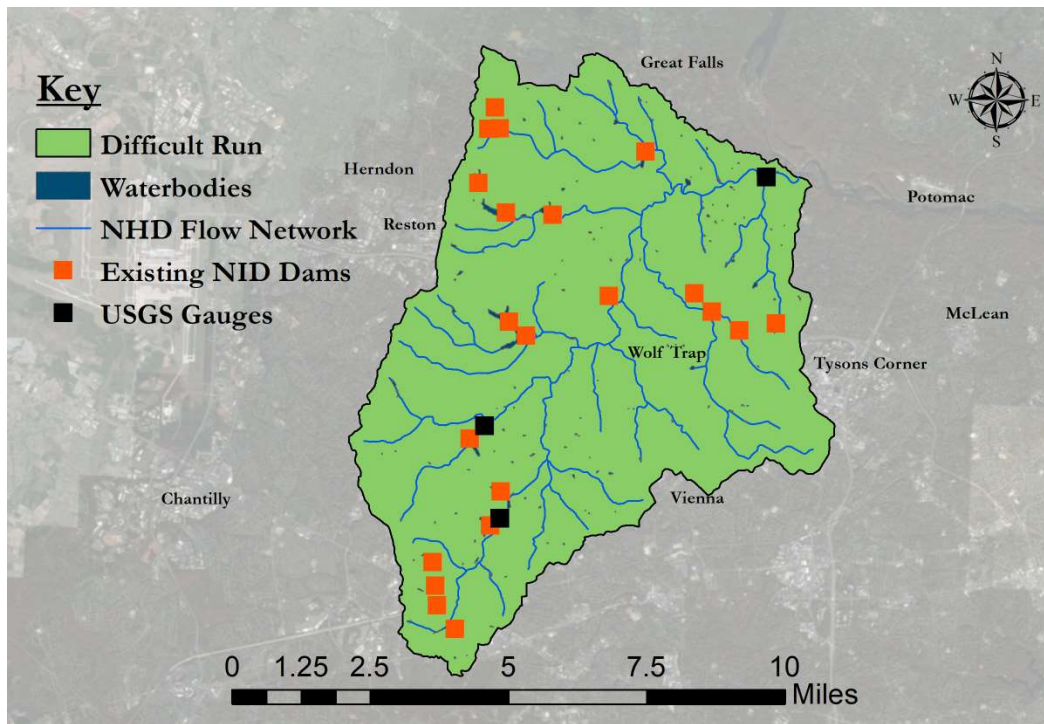 Key
Difficult Run
Waterbodies
NHD Flow Network
Existing NID Dams
USGS Gauges
Great Falls
N
W E
S
Herndon
Reston
Potomac
McLean
Wolf Trap
Tysons Corner
Chantilly
Vienna
0 1.25 2.5 5 7.5 10
Miles